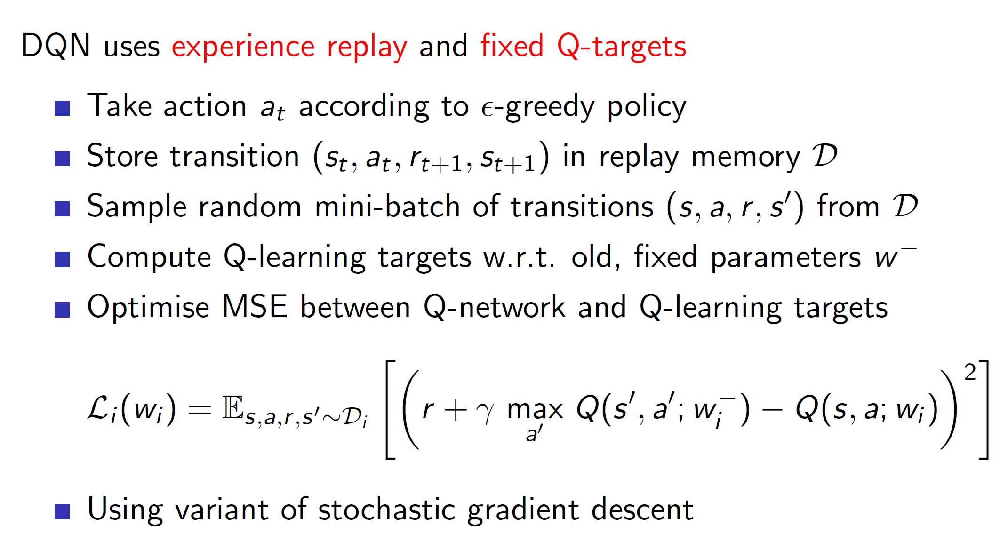 DQN uses experience replay and fixed Q-targets
Take action $a_t$ according to $\epsilon$-greedy policy
Store transition $(s_t, a_t, r_{t+1}, s_{t+1})$ in replay memory $\mathcal{D}$
Sample random mini-batch of transitions $(s, a, r, s')$ from $\mathcal{D}$
Compute Q-learning targets w.r.t. old, fixed parameters $w^-$
Optimise MSE between Q-network and Q-learning targets
$\mathcal{L}_i(w_i) = \mathbb{E}_{s,a,r,s' \sim \mathcal{D}_i} \left[ \left( r + \gamma \max_{a'} Q(s', a'; w_i^-) - Q(s, a; w_i) \right)^2 \right]$
Using variant of stochastic gradient descent